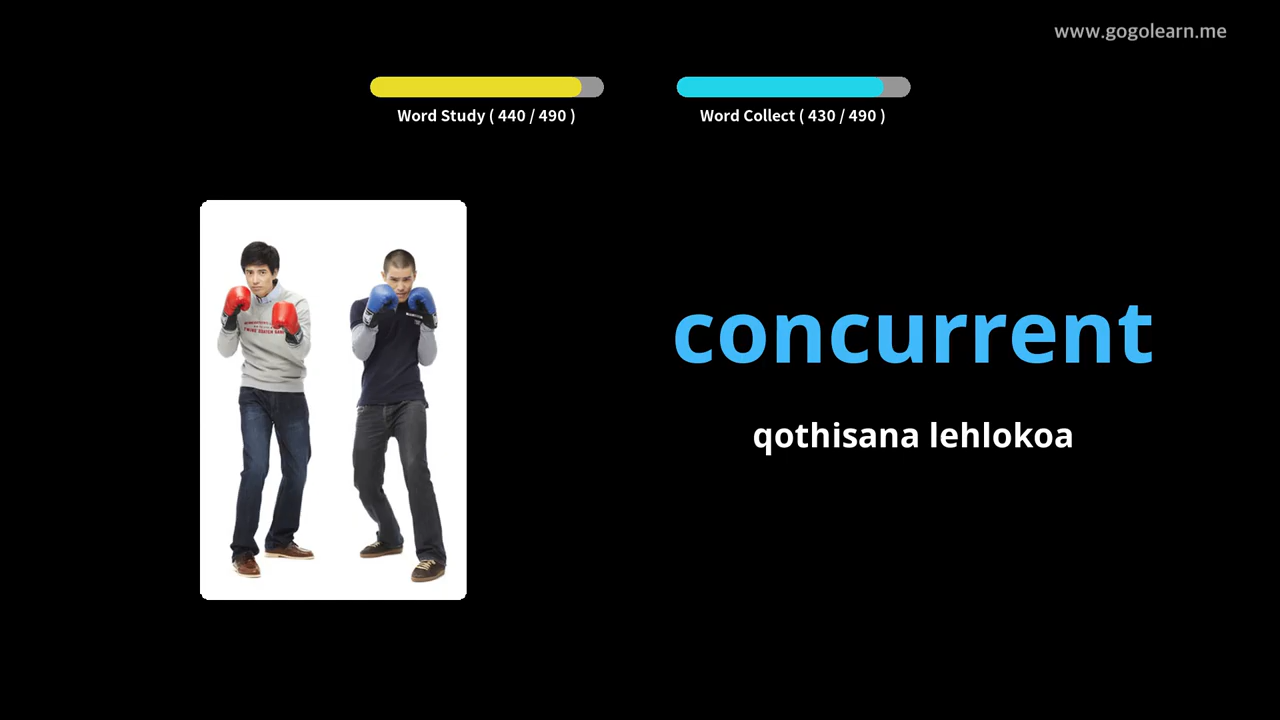 www.gogolearn.me
Word Study ( 440 / 490 )
Word Collect ( 430 / 490 )
concurrent
qothisana lehlokoa